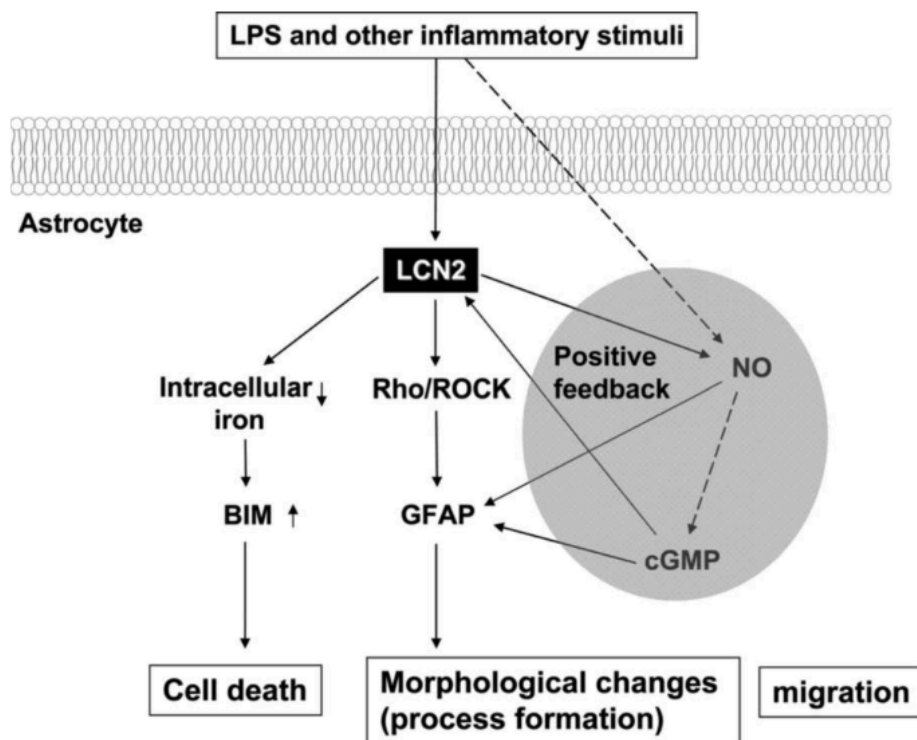 LPS and other inflammatory stimuli
Astrocyte
LCN2
Positive
feedback
NO
Intracellular ↓
iron
Rho/ROCK
BIM ↑
GFAP
cGMP
Cell death
Morphological changes
(process formation)
migration